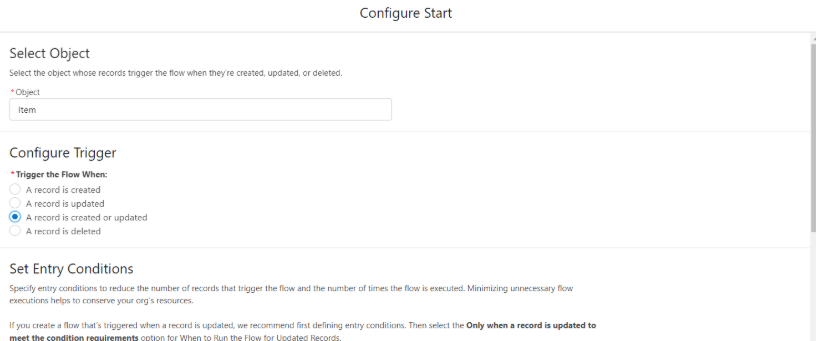 Configure Start
Select Object
Select the object whose records trigger the flow when they're created, updated, or deleted.
*Object
Item
Configure Trigger
*Trigger the Flow When:
A record is created
A record is updated
A record is created or updated
A record is deleted
Set Entry Conditions
Specify entry conditions to reduce the number of records that trigger the flow and the number of times the flow is executed. Minimizing unnecessary flow
executions helps to conserve your org's resources.
If you create a flow that's triggered when a record is updated, we recommend first defining entry conditions. Then select the Only when a record is updated to
meet the condition requirements option for When to Run the Flow for Updated Records.